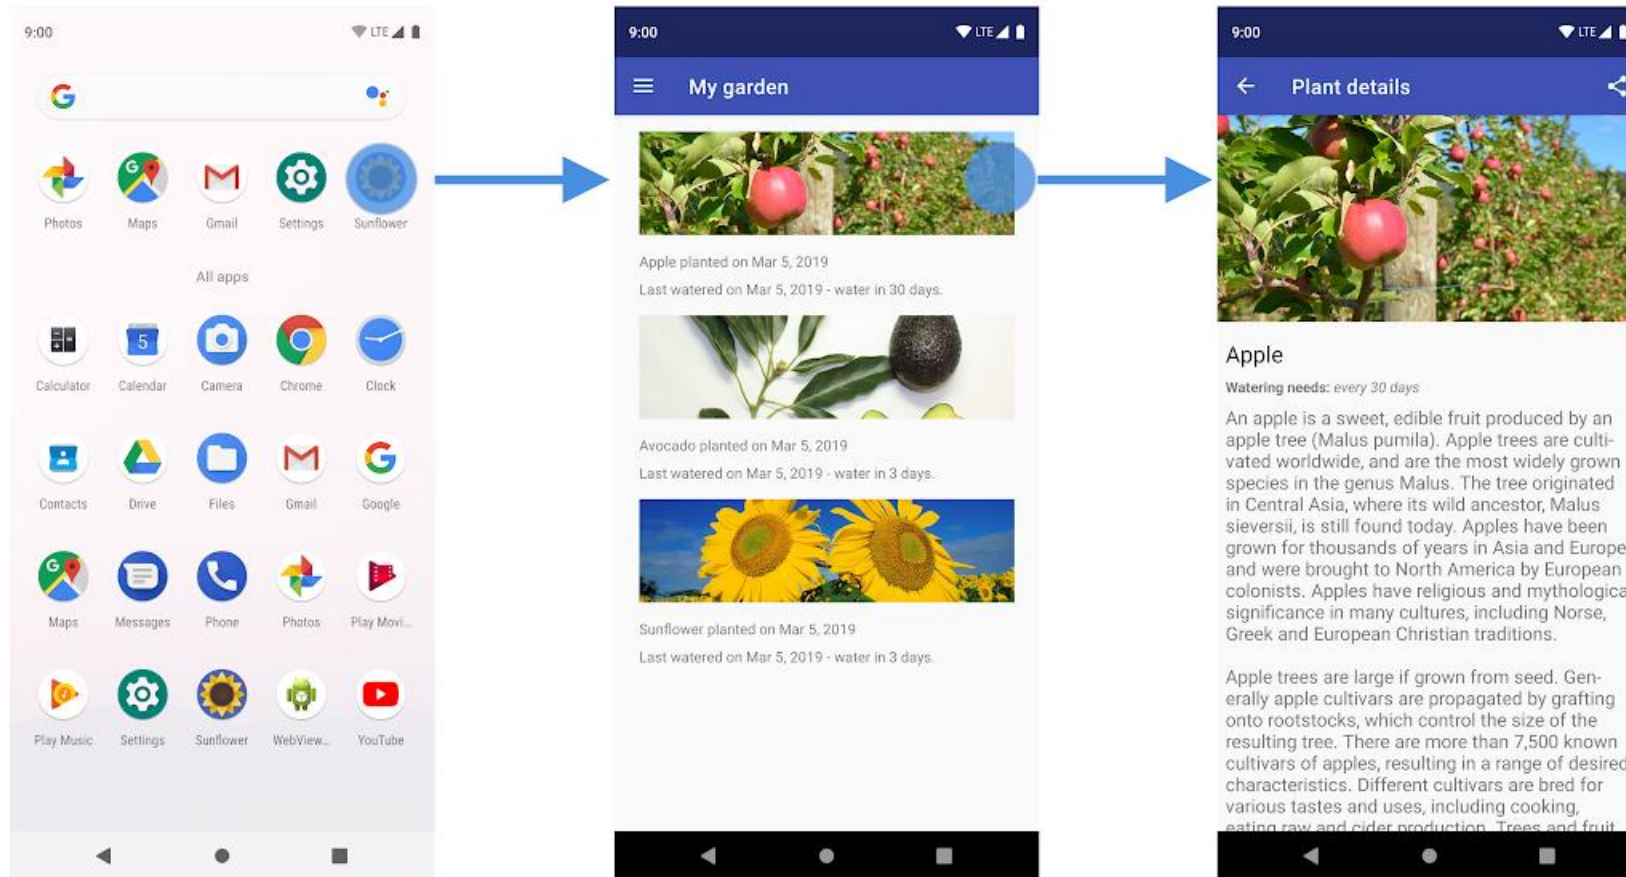 9:00
LTE
Photos
Maps
Gmail
Settings
Sunflower
All apps
5
Calculator
Calendar
Camera
Chrome
Clock
Contacts
Drive
Files
Gmail
Google
Maps
Messages
Phone
Photos
Play Movi...
Play Music
Settings
Sunflower
WebView...
YouTube
9:00
LTE
My garden
Apple planted on Mar 5, 2019
Last watered on Mar 5, 2019 - water in 30 days.
Avocado planted on Mar 5, 2019
Last watered on Mar 5, 2019 - water in 3 days.
Sunflower planted on Mar 5, 2019
Last watered on Mar 5, 2019 - water in 3 days.
9:00
LTE
Plant details
Apple
Watering needs: every 30 days
An apple is a sweet, edible fruit produced by an
apple tree (Malus pumila). Apple trees are culti-
vated worldwide, and are the most widely grown
species in the genus Malus. The tree originated
in Central Asia, where its wild ancestor, Malus
sieversii, is still found today. Apples have been
grown for thousands of years in Asia and Europe
and were brought to North America by European
colonists. Apples have religious and mythologica
significance in many cultures, including Norse,
Greek and European Christian traditions.
Apple trees are large if grown from seed. Gen-
erally apple cultivars are propagated by grafting
onto rootstocks, which control the size of the
resulting tree. There are more than 7,500 known
cultivars of apples, resulting in a range of desired
characteristics. Different cultivars are bred for
various tastes and uses, including cooking,
eating raw and cider production. Trees and fruit